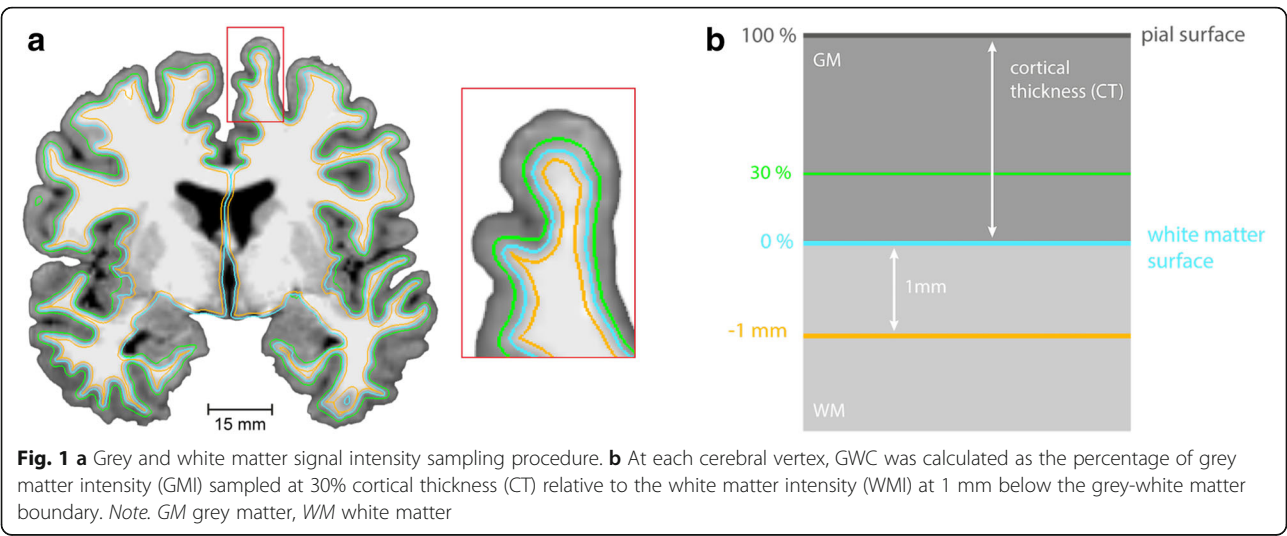 a
15 mm
b
100 %
pial surface
GM
cortical
thickness (CT)
30 %
0 %
white matter
surface
1mm
-1 mm
WM
Fig. 1 a Grey and white matter signal intensity sampling procedure. b At each cerebral vertex, GWC was calculated as the percentage of grey
matter intensity (GMI) sampled at 30% cortical thickness (CT) relative to the white matter intensity (WMI) at 1 mm below the grey-white matter
boundary. Note. GM grey matter, WM white matter